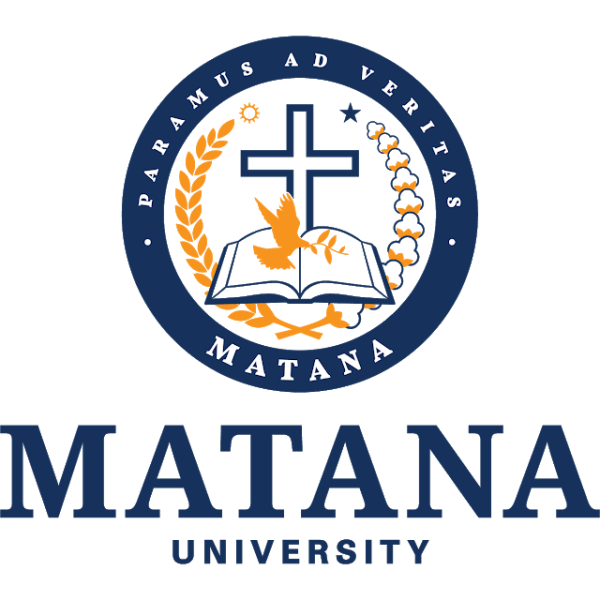 • PARAMUS AD VERITAS •
MATANA
MATANA
UNIVERSITY